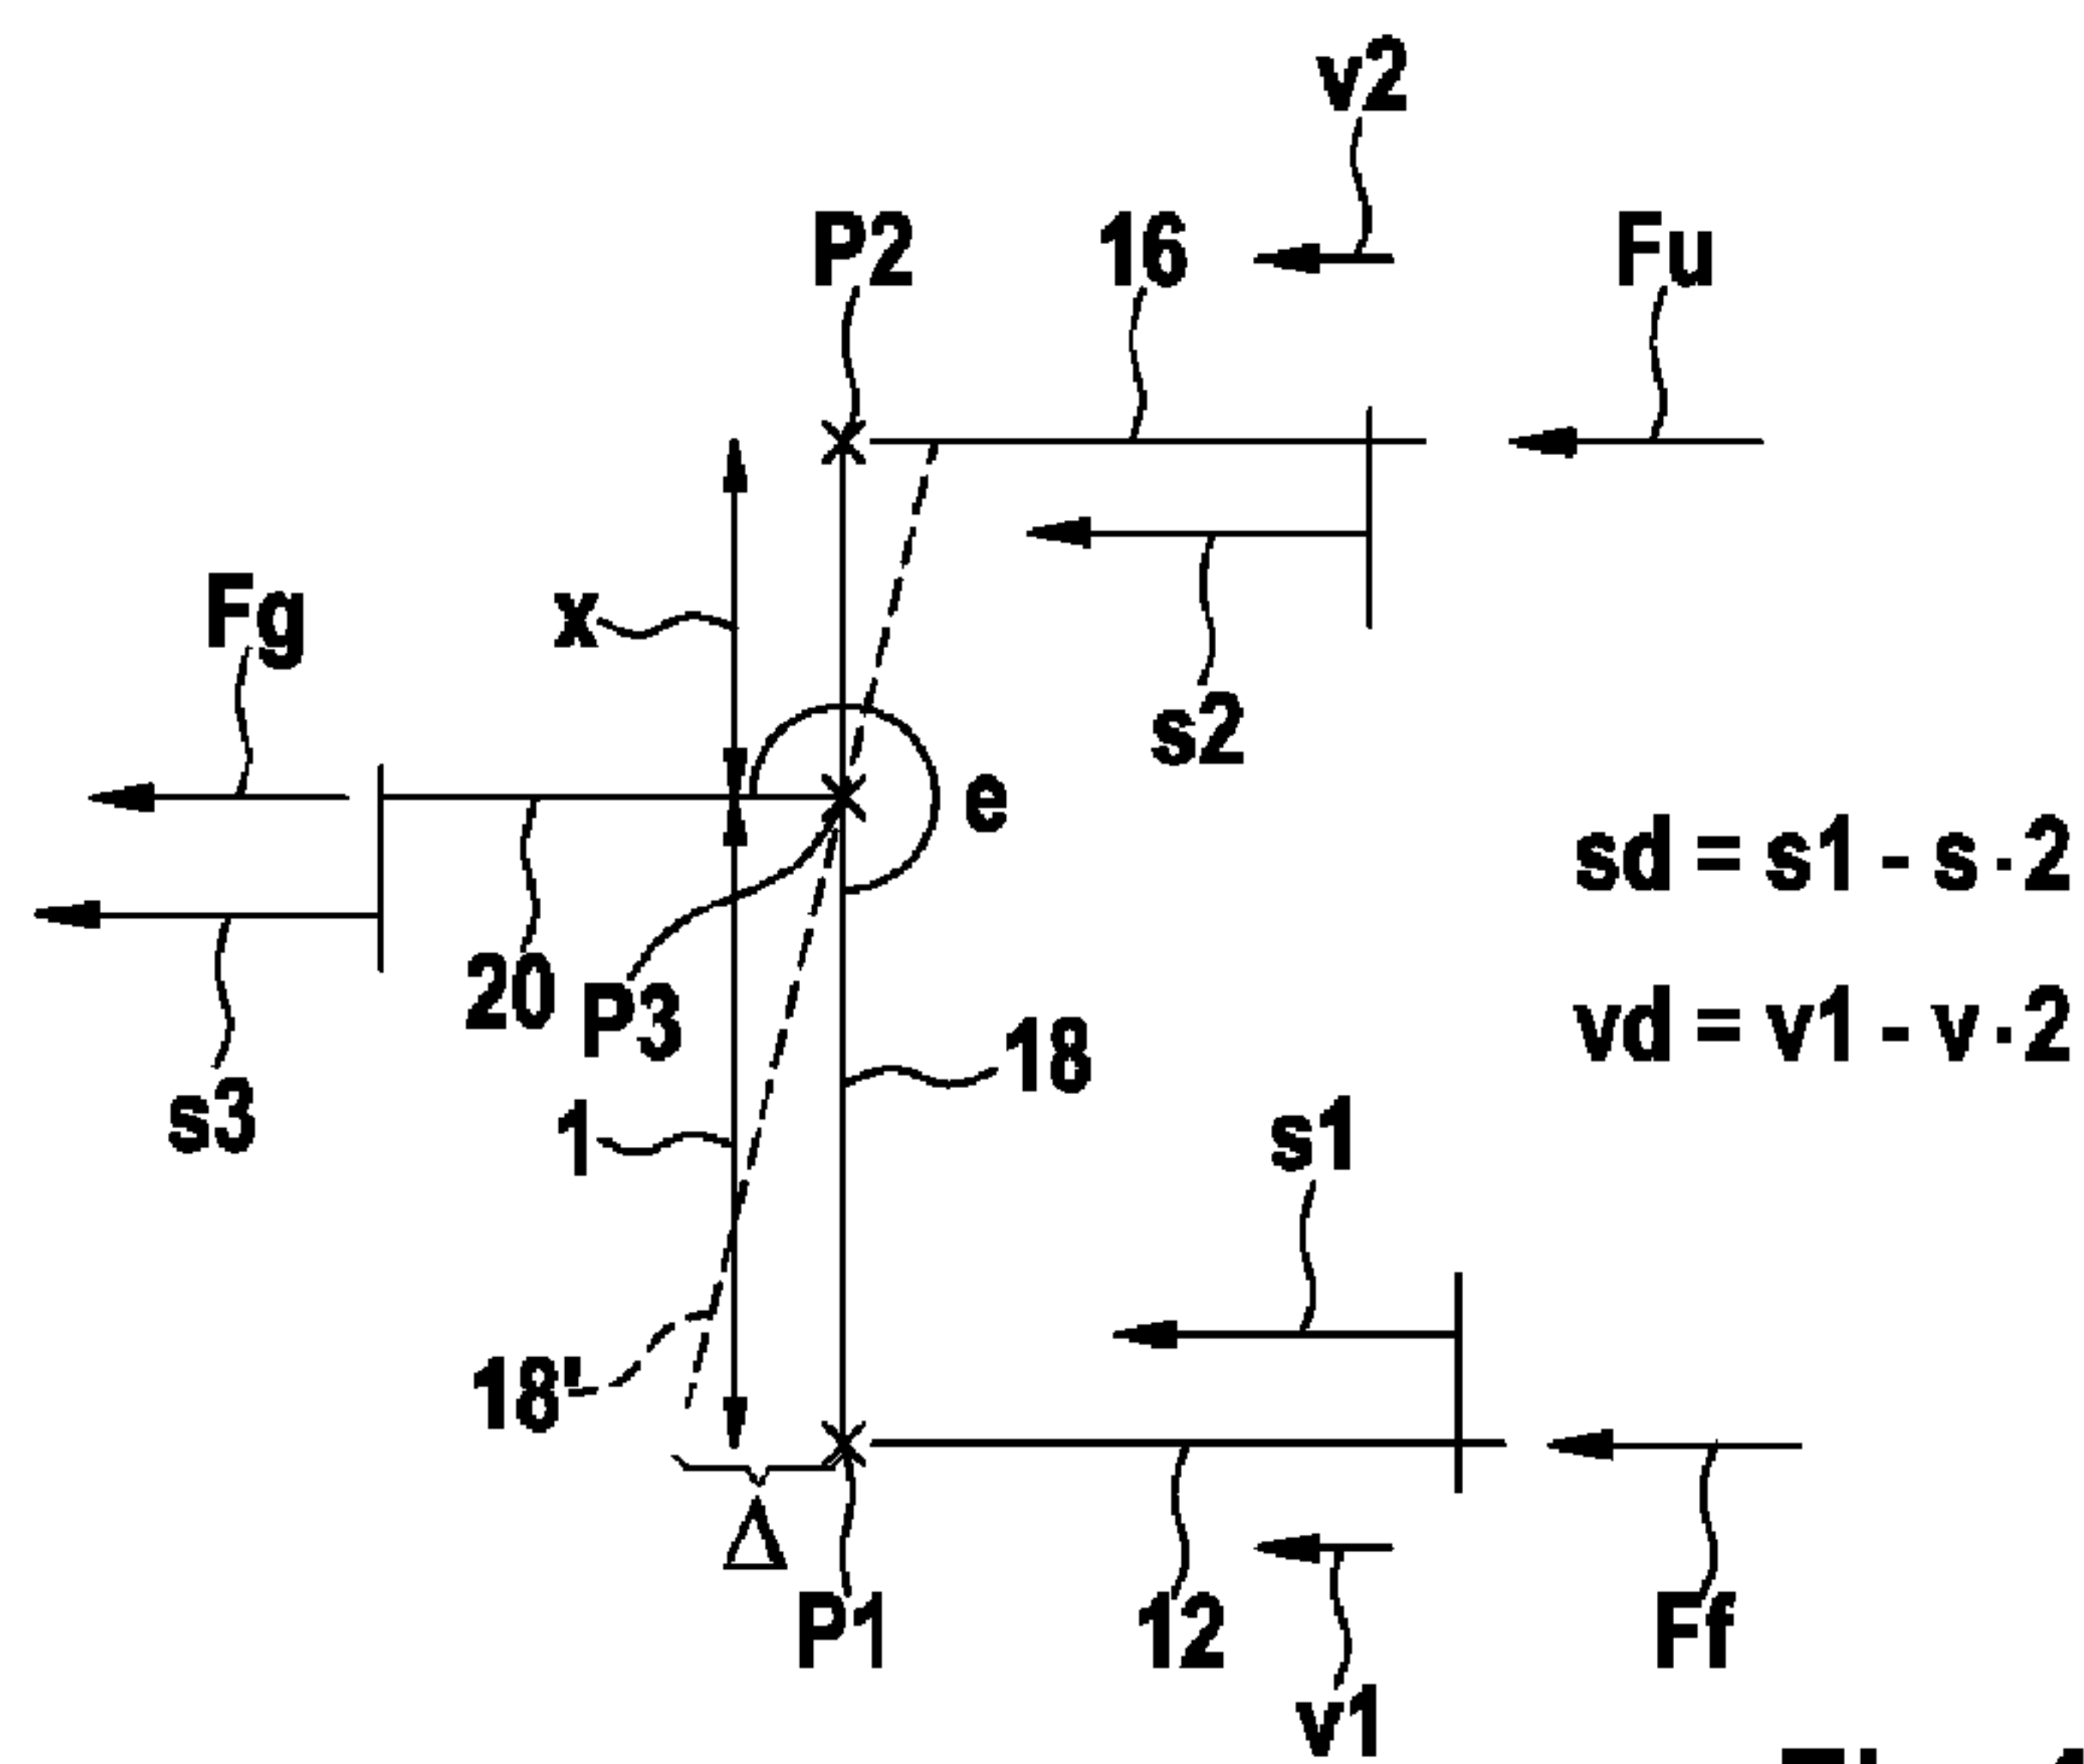 v2
P2
16
Fu
Fg
x
s2
e
sd = s1 - s · 2
20
P3
vd = v1 - v · 2
18
s3
1
s1
18'
Δ
P1
12
Ff
v1